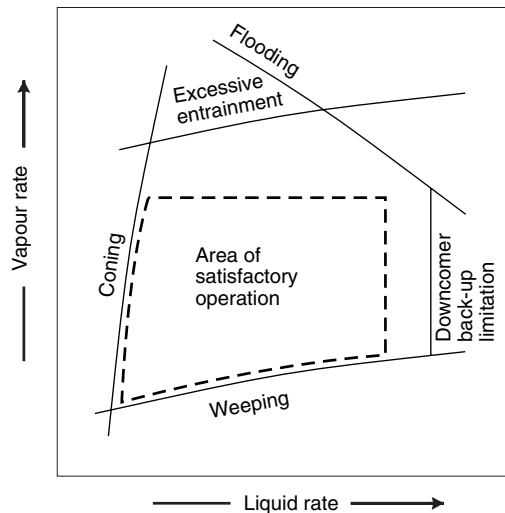 Flooding
Excessive
entrainment
Vapour rate
Coning
Area of
satisfactory
operation
Downcomer
back-up
limitation
Weeping
Liquid rate